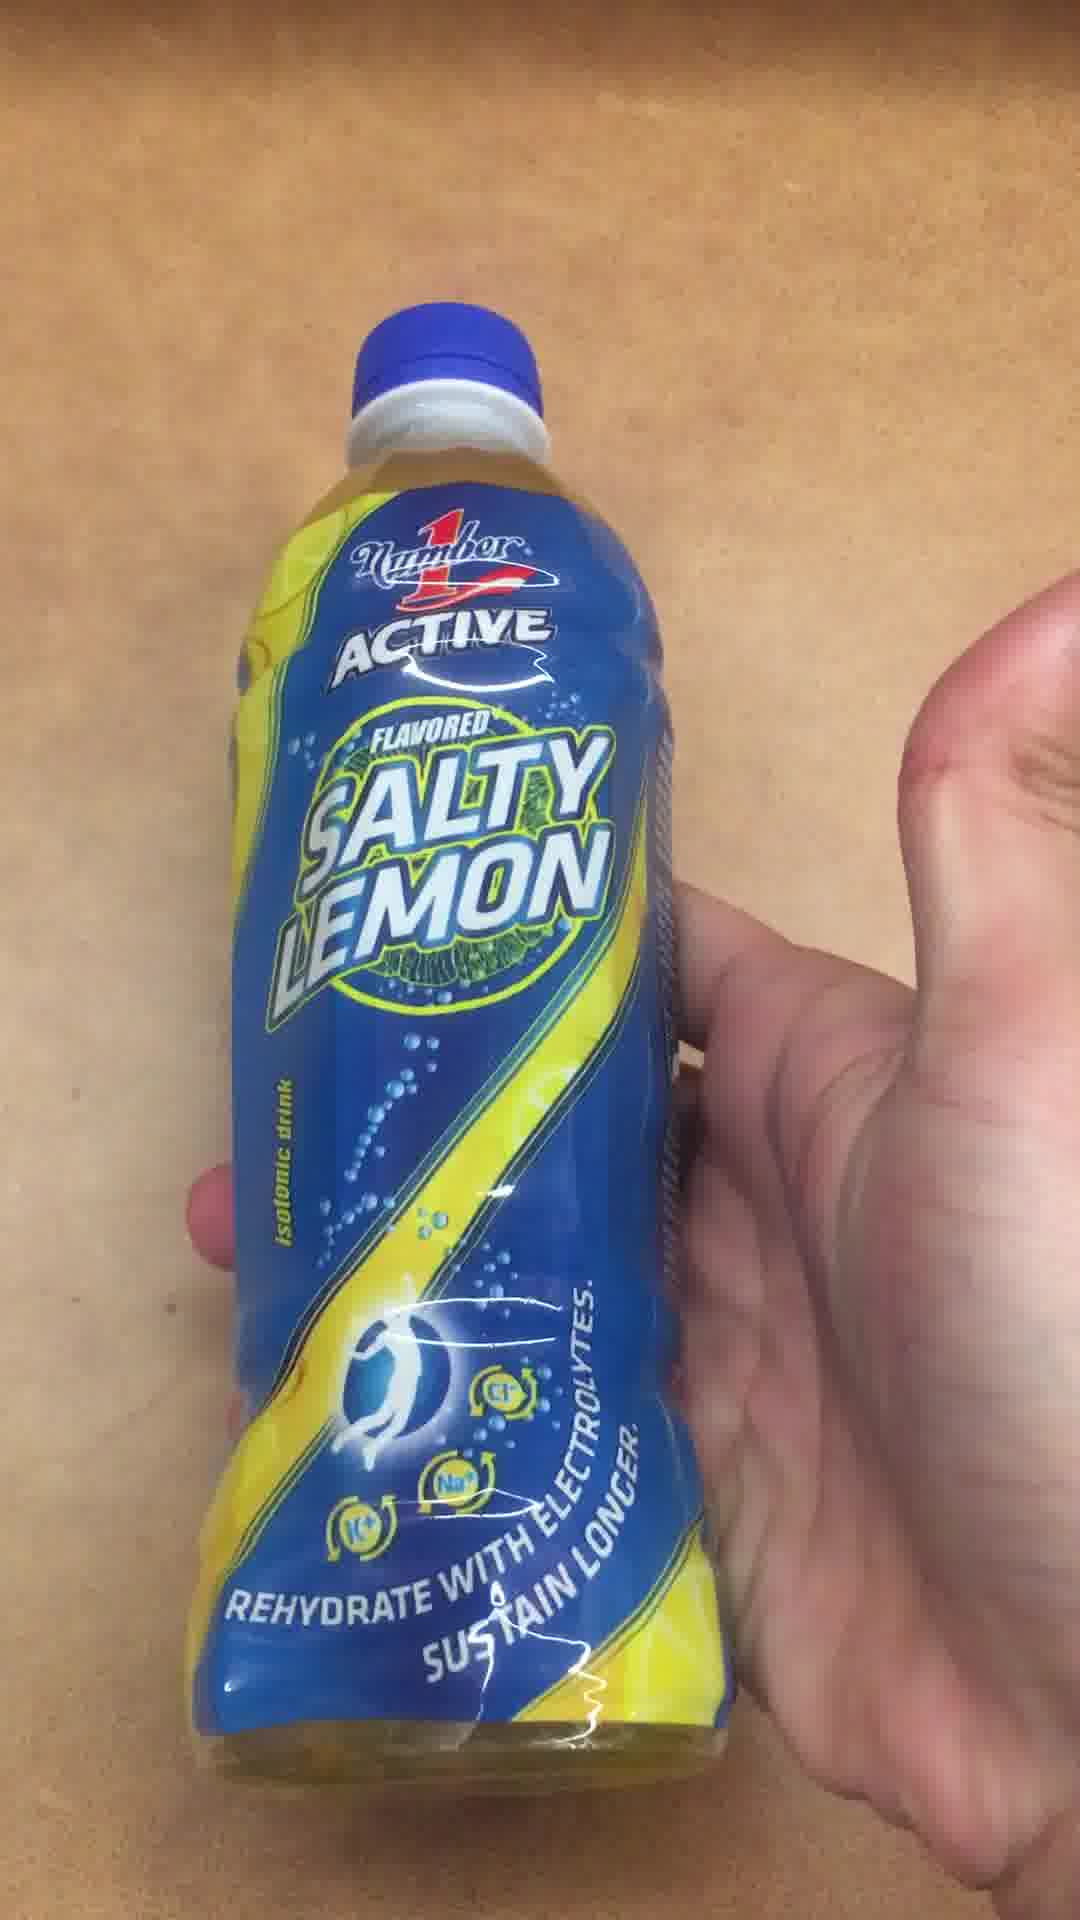 Number 1
ACTIVE
FLAVORED
SALTY
LEMON
isotonic drink
Cl-
Na+
K+
REHYDRATE WITH ELECTROLYTES.
SUSTAIN LONGER.